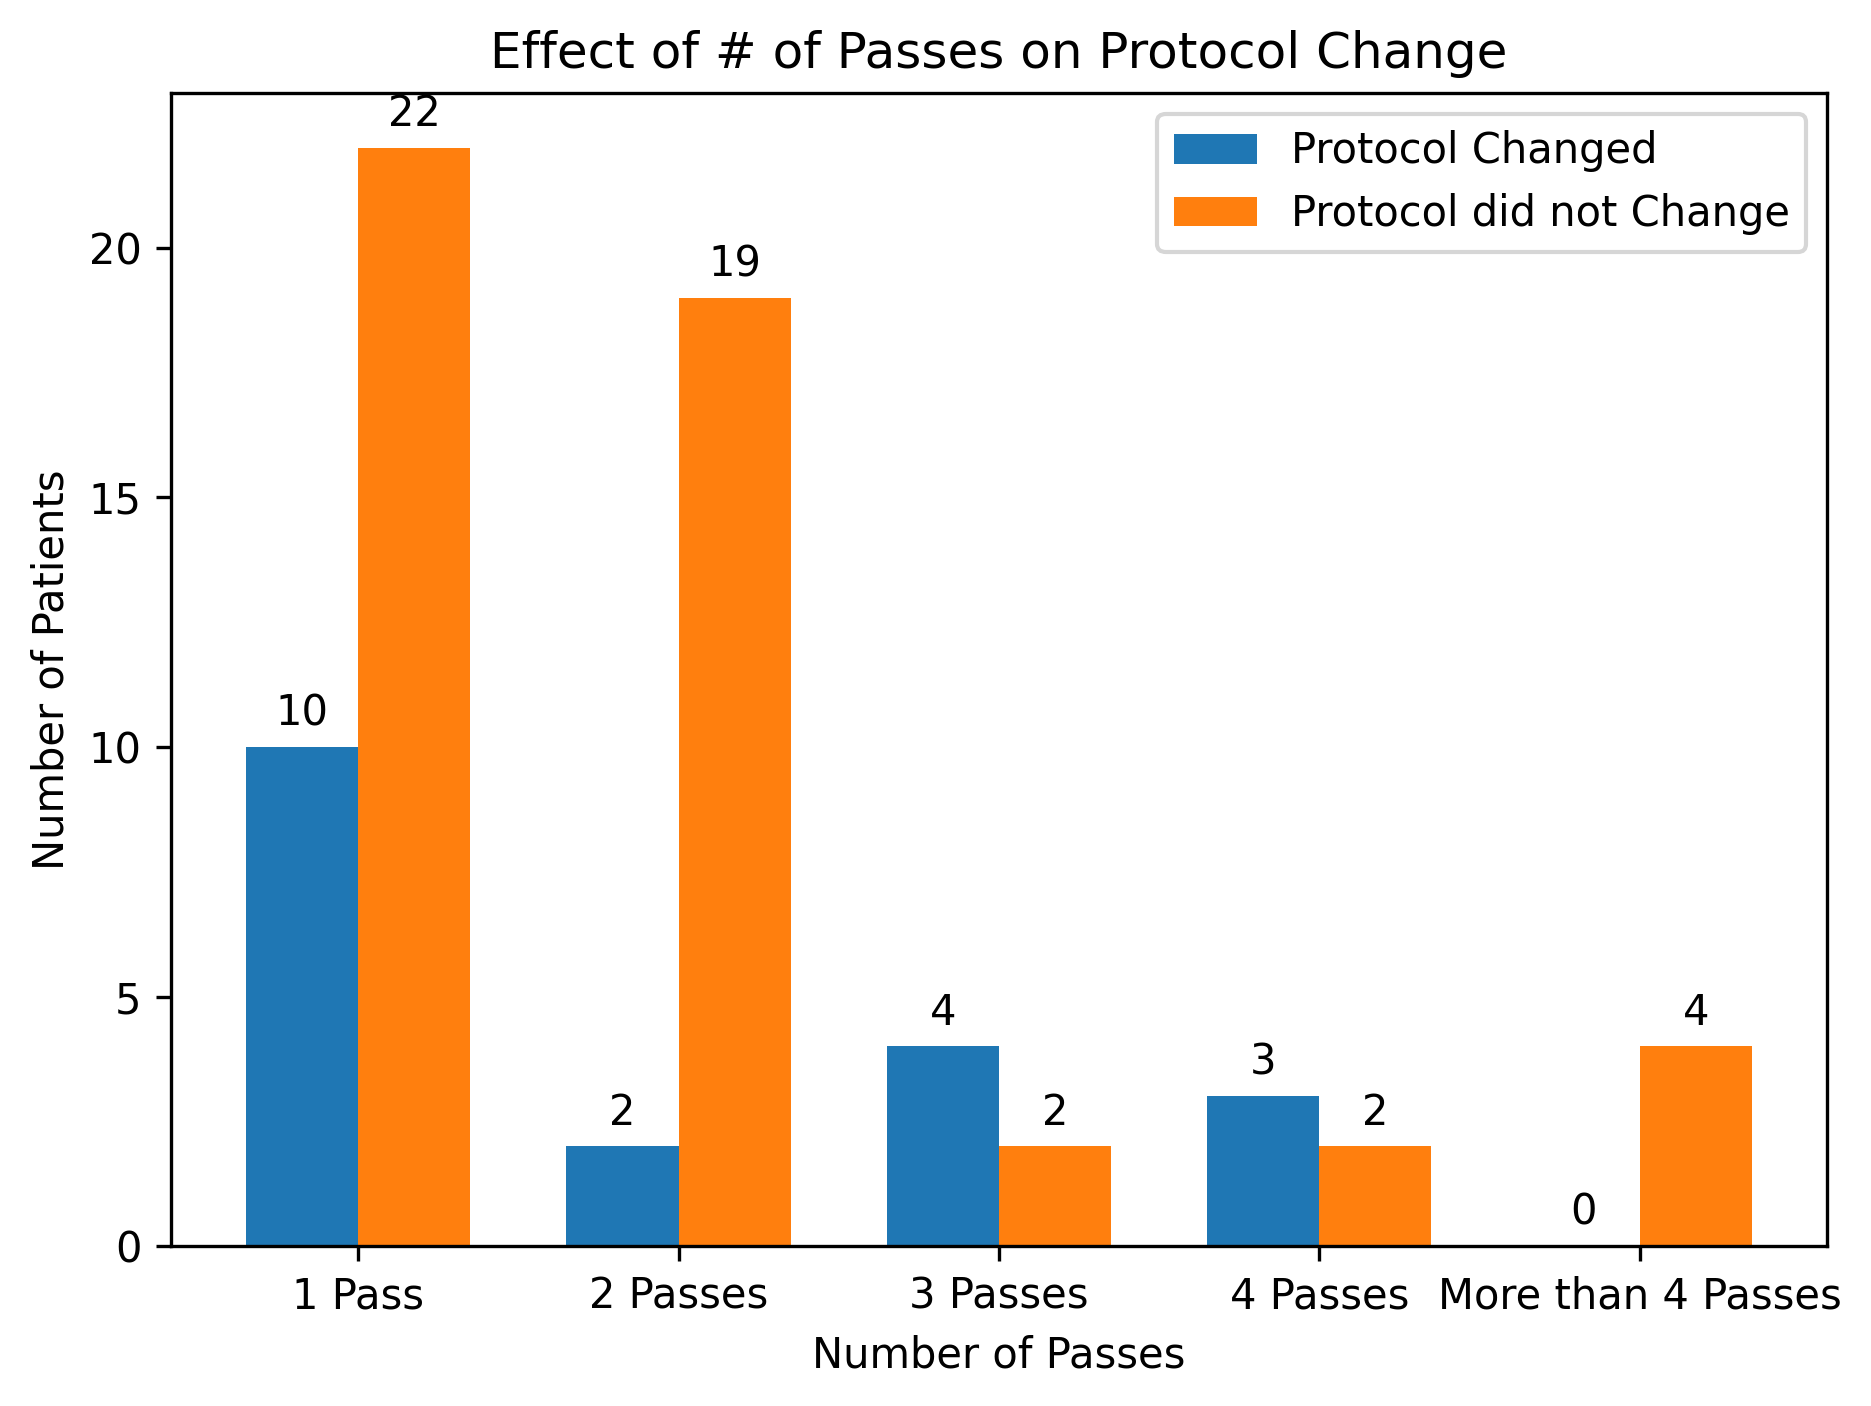 Effect of # of Passes on Protocol Change
Protocol Changed
Protocol did not Change
Number of Patients
20
15
10
5
0
10
22
2
19
4
2
3
2
0
4
1 Pass
2 Passes
3 Passes
4 Passes
More than 4 Passes
Number of Passes